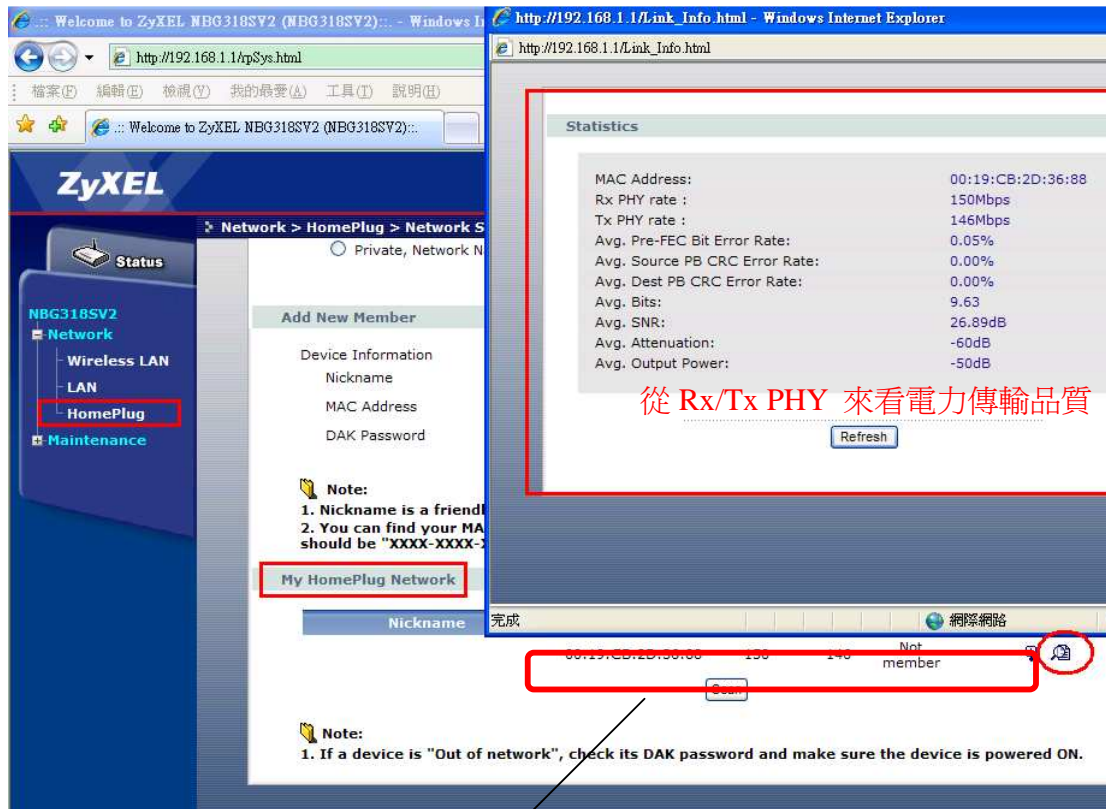 .:: Welcome to ZyXEL NBG318SV2 (NBG318SV2)::. - Windows I
http://192.168.1.1/rpSys.html
檔案(F) 編輯(E) 檢視(V) 我的最愛(A) 工具(T) 說明(H)
.:: Welcome to ZyXEL NBG318SV2 (NBG318SV2)::.
ZyXEL
Network > HomePlug > Network S
Status
NBG318SV2
Network
Wireless LAN
LAN
HomePlug
Maintenance
Private, Network N
Add New Member
Device Information
Nickname
MAC Address
DAK Password
Note:
1. Nickname is a friendl
2. You can find your MA
should be "XXXX-XXXX-X
My HomePlug Network
Nickname
http://192.168.1.1/Link_Info.html - Windows Internet Explorer
http://192.168.1.1/Link_Info.html
Statistics
MAC Address: 00:19:CB:2D:36:88
Rx PHY rate : 150Mbps
Tx PHY rate : 146Mbps
Avg. Pre-FEC Bit Error Rate: 0.05%
Avg. Source PB CRC Error Rate: 0.00%
Avg. Dest PB CRC Error Rate: 0.00%
Avg. Bits: 9.63
Avg. SNR: 26.89dB
Avg. Attenuation: -60dB
Avg. Output Power: -50dB
從 Rx/Tx PHY 來看電力傳輸品質
Refresh
完成 網際網路
Not
member
Scan
Note:
1. If a device is "Out of network", check its DAK password and make sure the device is powered ON.